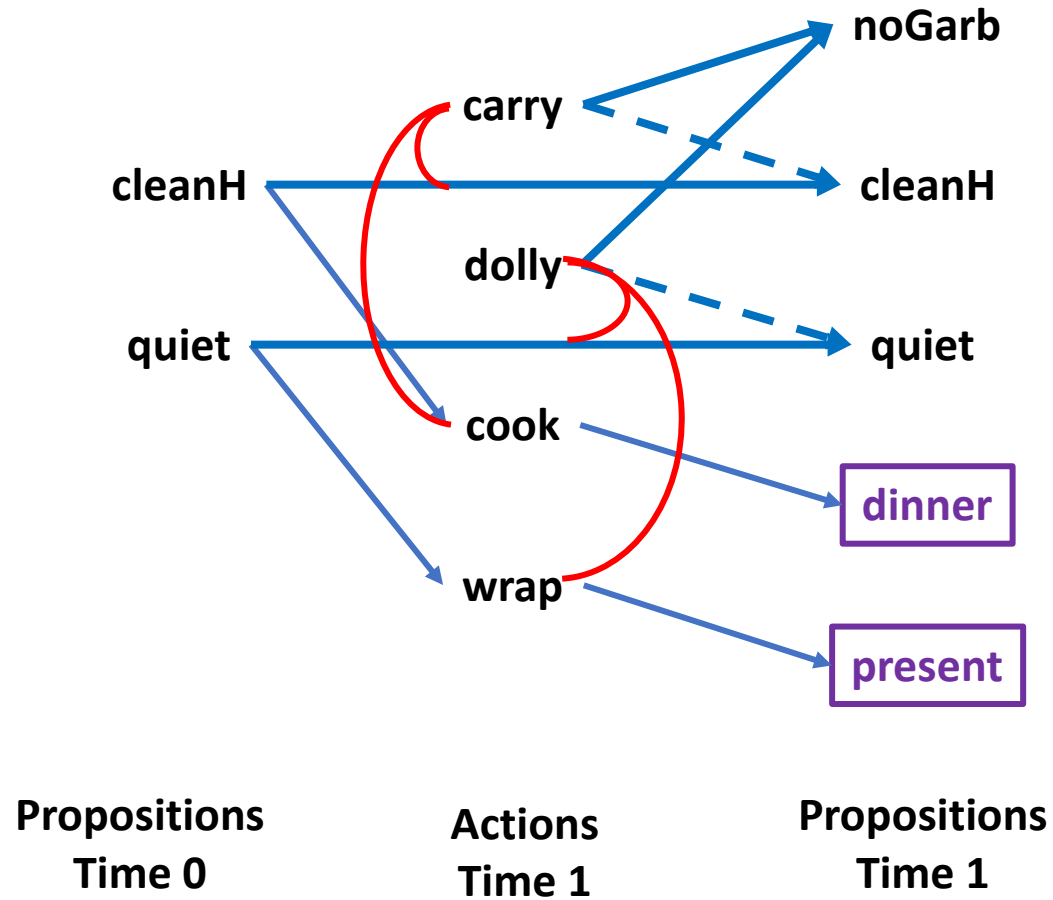 noGarb
carry
cleanH
cleanH
dolly
quiet
quiet
cook
dinner
wrap
present
Propositions
Time 0
Actions
Time 1
Propositions
Time 1